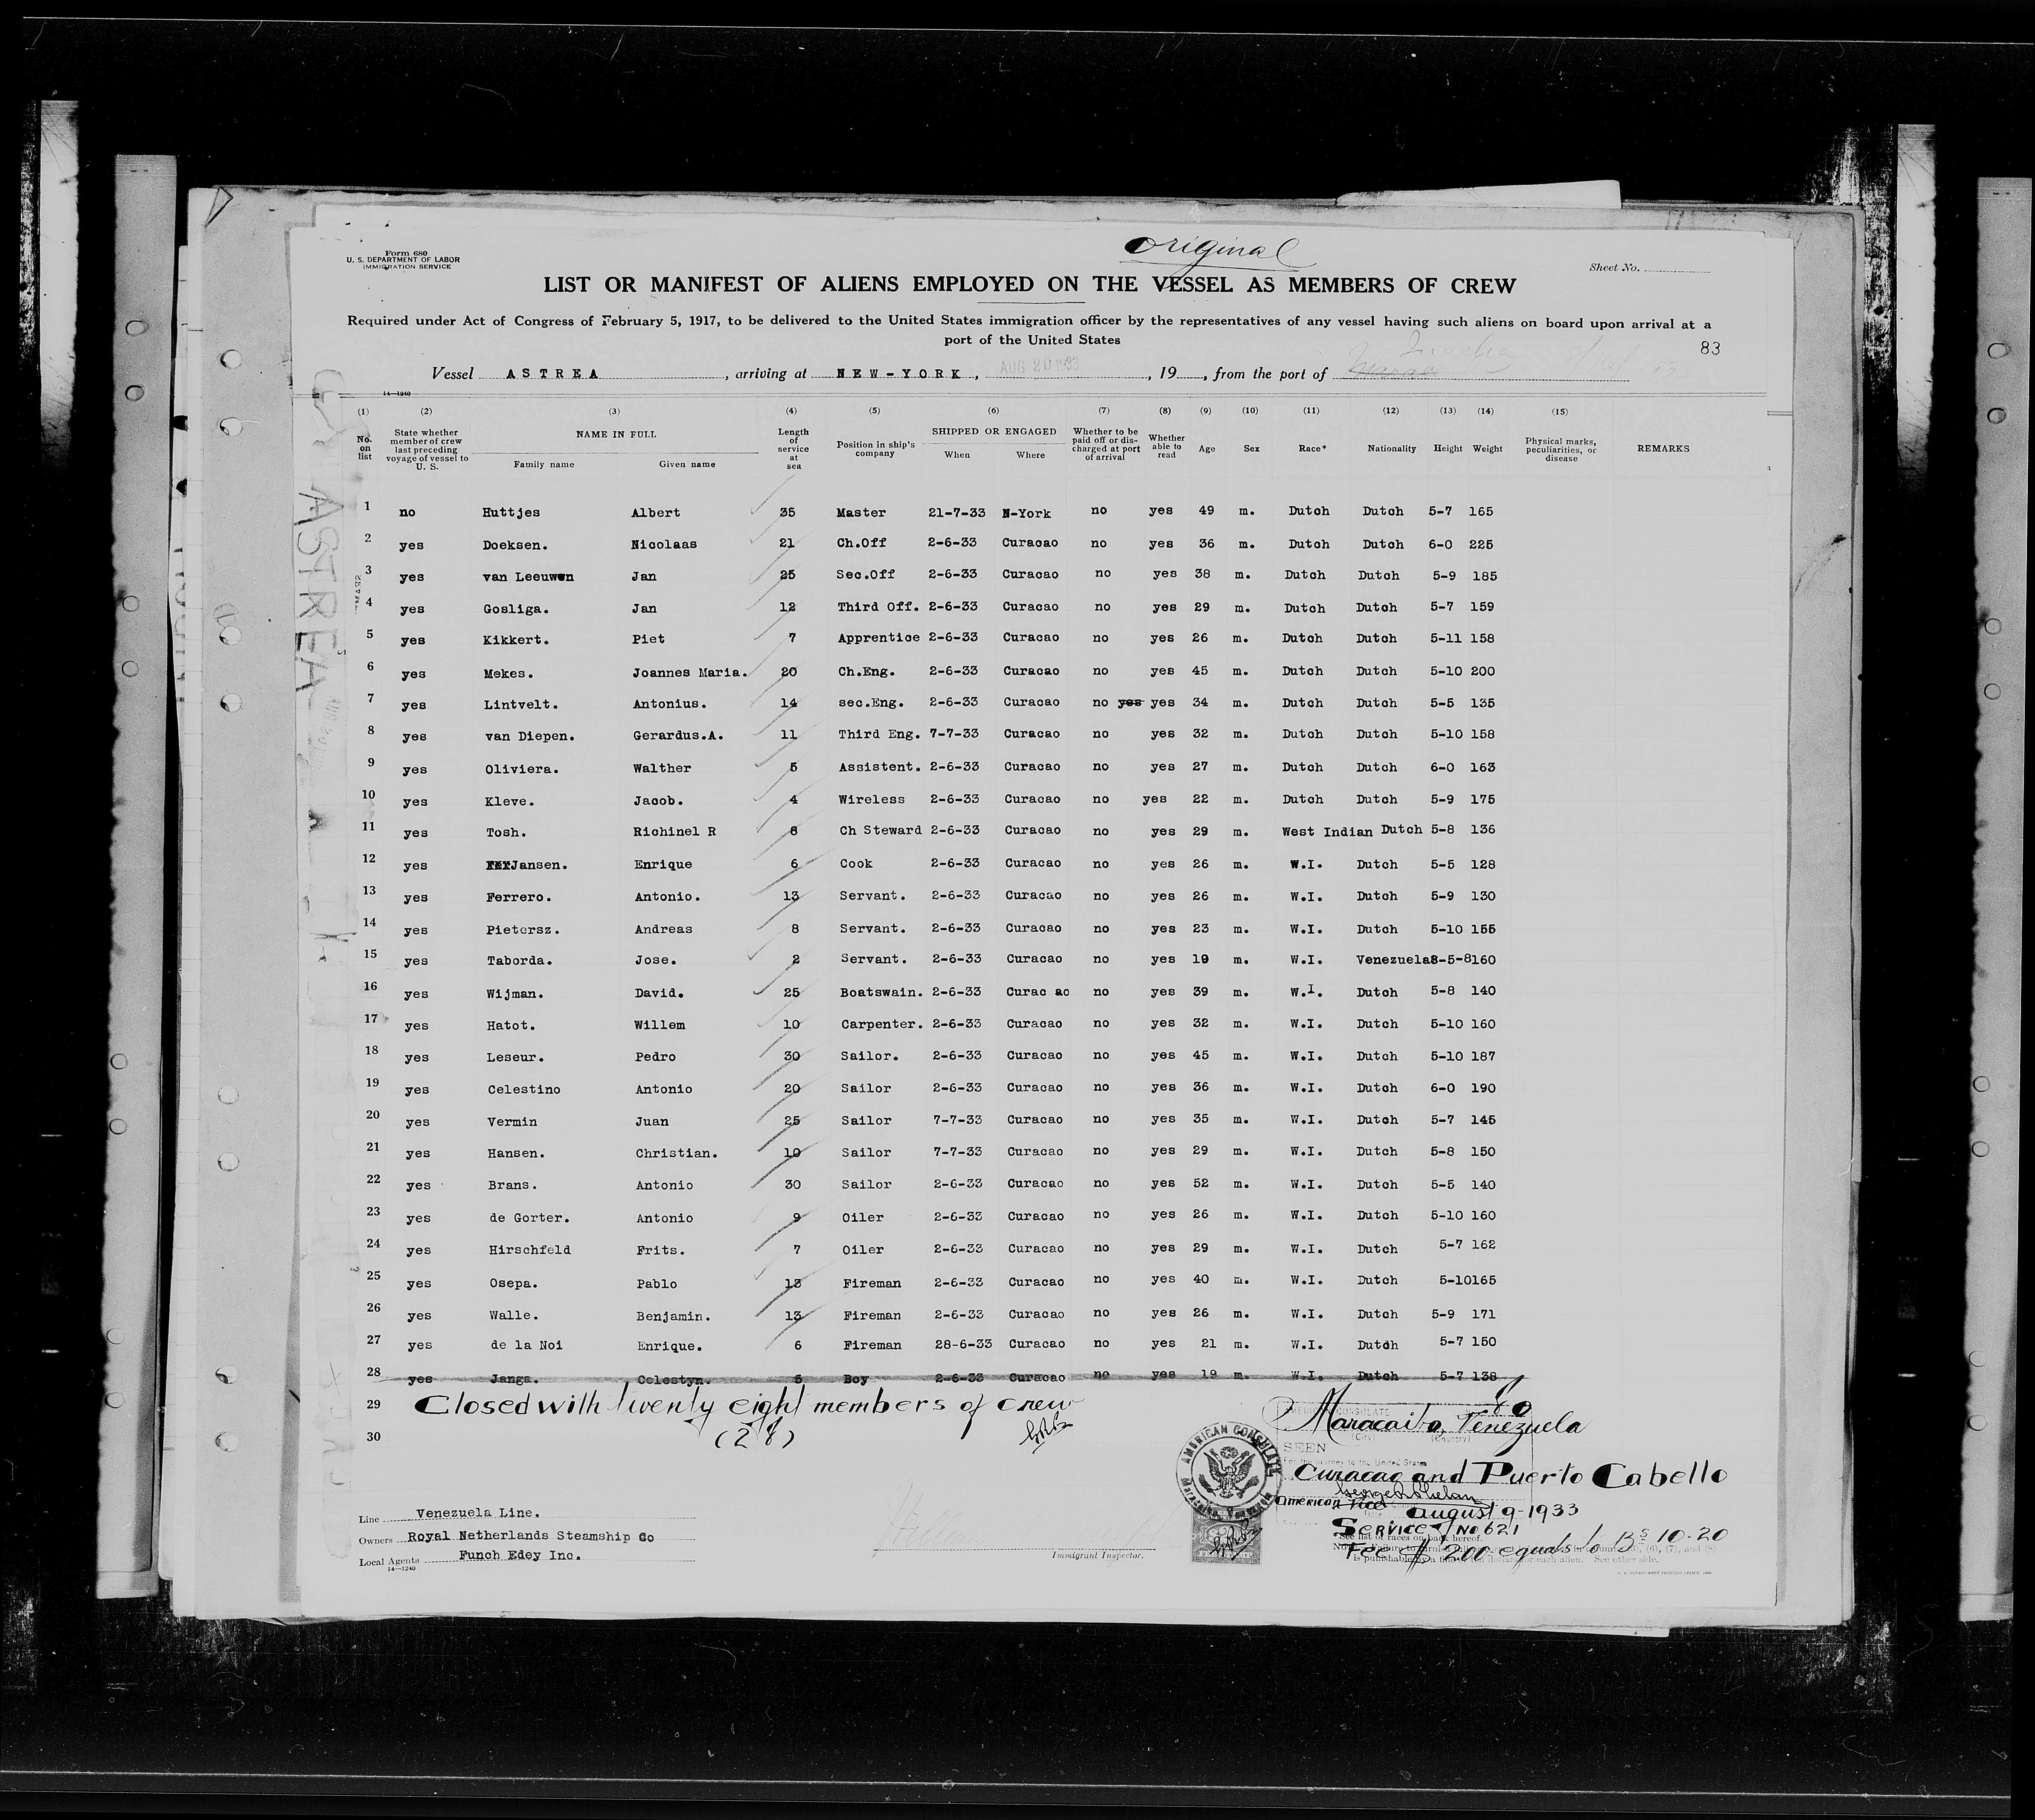 original
Form 680
U. S. DEPARTMENT OF LABOR
IMMIGRATION SERVICE
Sheet No.
LIST OR MANIFEST OF ALIENS EMPLOYED ON THE VESSEL AS MEMBERS OF CREW
Required under Act of Congress of February 5, 1917, to be delivered to the United States immigration officer by the representatives of any vessel having such aliens on board upon arrival at a
port of the United States
83
Vessel ASTREA, arriving at NEW-YORK, AUG 20 1933, 19, from the port of
14—1240
(1) (2) (3) (4) (5) (6) (7) (8) (9) (10) (11) (12) (13) (14) (15)
No. on list State whether member of crew last preceding voyage of vessel to U. S. NAME IN FULL Family name Given name Length of service at sea Position in ship's company SHIPPED OR ENGAGED When Where Whether to be paid off or discharged at port of arrival Whether able to read Age Sex Race* Nationality Height Weight Physical marks, peculiarities, or disease REMARKS
1 no Huttjes Albert 35 Master 21-7-33 N-York no yes 49 m. Dutch Dutch 5-7 165
2 yes Doeksen. Nicolaas 21 Ch.Off 2-6-33 Curacao no yes 36 m. Dutch Dutch 6-0 225
3 yes van Leeuwen Jan 25 Sec.Off 2-6-33 Curacao no yes 38 m. Dutch Dutch 5-9 185
4 yes Gosliga. Jan 12 Third Off. 2-6-33 Curacao no yes 29 m. Dutch Dutch 5-7 159
5 yes Kikkert. Piet 7 Apprentice 2-6-33 Curacao no yes 26 m. Dutch Dutch 5-11 158
6 yes Mekes. Joannes Maria. 20 Ch.Eng. 2-6-33 Curacao no yes 45 m. Dutch Dutch 5-10 200
7 yes Lintvelt. Antonius. 14 sec.Eng. 2-6-33 Curacao no yes yes 34 m. Dutch Dutch 5-5 135
8 yes van Diepen. Gerardus.A. 11 Third Eng. 7-7-33 Curacao no yes 32 m. Dutch Dutch 5-10 158
9 yes Oliviera. Walther 5 Assistent. 2-6-33 Curacao no yes 27 m. Dutch Dutch 6-0 163
10 yes Kleve. Jacob. 4 Wireless 2-6-33 Curacao no yes 22 m. Dutch Dutch 5-9 175
11 yes Tosh. Richinel R 8 Ch Steward 2-6-33 Curacao no yes 29 m. West Indian Dutch 5-8 136
12 yes Jansen. Enrique 6 Cook 2-6-33 Curacao no yes 26 m. W.I. Dutch 5-5 128
13 yes Ferrero. Antonio. 13 Servant. 2-6-33 Curacao no yes 26 m. W.I. Dutch 5-9 130
14 yes Pietersz. Andreas 8 Servant. 2-6-33 Curacao no yes 23 m. W.I. Dutch 5-10 155
15 yes Taborda. Jose. 2 Servant. 2-6-33 Curacao no yes 19 m. W.I. Venezuela 5-8 160
16 yes Wijman. David. 25 Boatswain. 2-6-33 Curac ao no yes 39 m. W.I. Dutch 5-8 140
17 yes Hatot. Willem 10 Carpenter. 2-6-33 Curacao no yes 32 m. W.I. Dutch 5-10 160
18 yes Leseur. Pedro 30 Sailor. 2-6-33 Curacao no yes 45 m. W.I. Dutch 5-10 187
19 yes Celestino Antonio 20 Sailor 2-6-33 Curacao no yes 36 m. W.I. Dutch 6-0 190
20 yes Vermin Juan 25 Sailor 7-7-33 Curacao no yes 35 m. W.I. Dutch 5-7 145
21 yes Hansen. Christian. 10 Sailor 7-7-33 Curacao no yes 29 m. W.I. Dutch 5-8 150
22 yes Brans. Antonio 30 Sailor 2-6-33 Curacao no yes 52 m. W.I. Dutch 5-5 140
23 yes de Gorter. Antonio 9 Oiler 2-6-33 Curacao no yes 26 m. W.I. Dutch 5-10 160
24 yes Hirschfeld Frits. 7 Oiler 2-6-33 Curacao no yes 29 m. W.I. Dutch 5-7 162
25 yes Osepa. Pablo 13 Fireman 2-6-33 Curacao no yes 40 m. W.I. Dutch 5-10 165
26 yes Walle. Benjamin. 13 Fireman 2-6-33 Curacao no yes 26 m. W.I. Dutch 5-9 171
27 yes de la Noi Enrique. 6 Fireman 28-6-33 Curacao no yes 21 m. W.I. Dutch 5-7 150
28 yes Janga. Celestyn. 5 Boy 2-6-33 Curacao no yes 19 m. W.I. Dutch 5-7 138
29 Closed with twenty eight members of crew
30 (28)
Maracaibo, Venezuela
SEEN
For the journey to the United States
Curacao and Puerto Cabello
American Vice
August 9-1933
Service No 621
Fee $ 200 equals to Bs 10.20
AMERICAN CONSULATE
Line Venezuela Line.
Owners Royal Netherlands Steamship Co
Local Agents Funch Edey Inc.
14—1240
Immigrant Inspector.
ASTREA